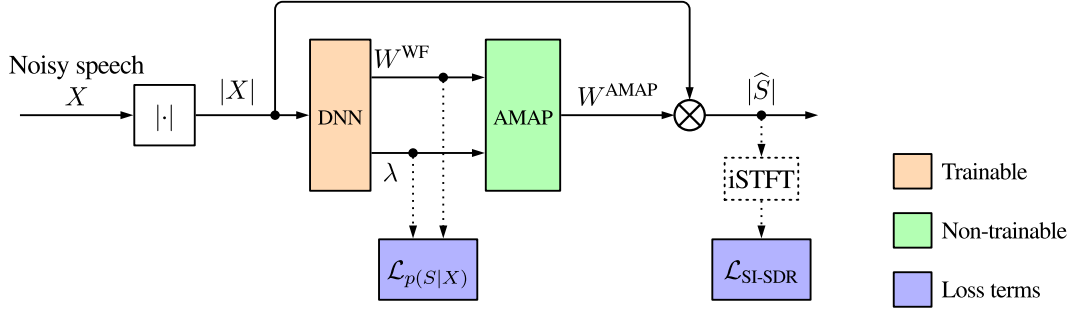 Noisy speech
X
|·|
|X|
DNN
W^WF
λ
AMAP
W^AMAP
|Ŝ|
iSTFT
ℒ_p(S|X)
ℒ_SI-SDR
Trainable
Non-trainable
Loss terms